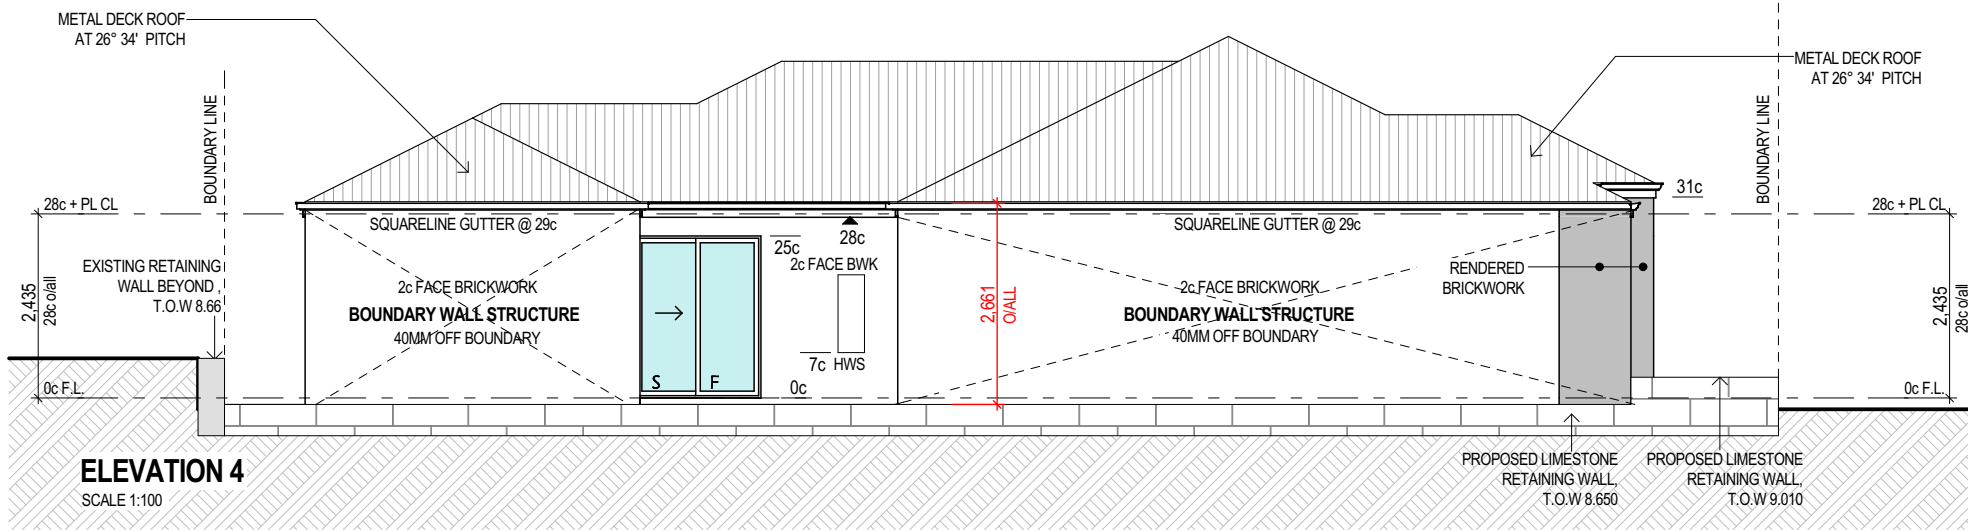 METAL DECK ROOF
AT 26° 34' PITCH
METAL DECK ROOF
AT 26° 34' PITCH
BOUNDARY LINE
BOUNDARY LINE
28c + PL CL
31c
28c + PL CL
SQUARELINE GUTTER @ 29c
28c
SQUARELINE GUTTER @ 29c
25c
2c FACE BWK
EXISTING RETAINING
WALL BEYOND ,
T.O.W 8.66
RENDERED
BRICKWORK
2,435
28c o/all
2c FACE BRICKWORK
BOUNDARY WALL STRUCTURE
40MM OFF BOUNDARY
2,661
O/ALL
2c FACE BRICKWORK
BOUNDARY WALL STRUCTURE
40MM OFF BOUNDARY
2,435
28c o/all
7c HWS
S F
0c F.L.
0c
0c F.L.
ELEVATION 4
SCALE 1:100
PROPOSED LIMESTONE
RETAINING WALL,
T.O.W 8.650
PROPOSED LIMESTONE
RETAINING WALL,
T.O.W 9.010